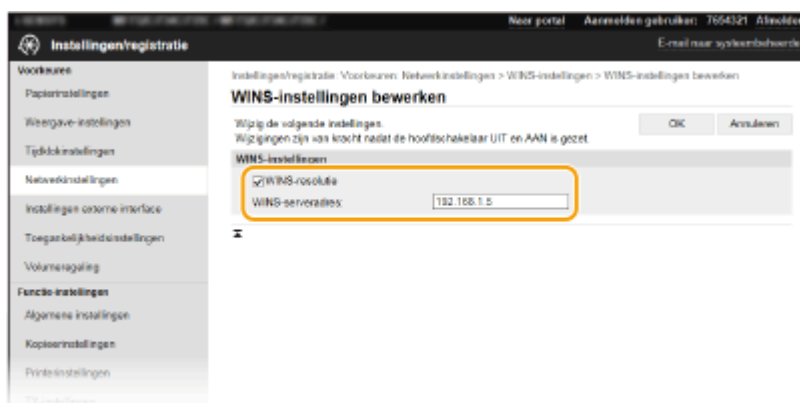 Naar portal Aanmelden gebruiker: 7654321 Afmelden
Instellingen/registratie
E-mail naar systeembeheerde
Voorkeuren
Papierinstellingen
Weergave-instellingen
Tijdklokinstellingen
Netwerkinstellingen
Instellingen externe interface
Toegankelijkheidsinstellingen
Volumeregeling
Functie-instellingen
Algemene instellingen
Kopieerinstellingen
Printerinstellingen
TX-instellingen
Instellingen/registratie: Voorkeuren: Netwerkinstellingen > WINS-instellingen > WINS-instellingen bewerken
WINS-instellingen bewerken
Wijzig de volgende instellingen.
Wijzigingen zijn van kracht nadat de hoofdschakelaar UIT en AAN is gezet.
OK Annuleren
WINS-instellingen
WINS-resolutie
WINS-serveradres: 192.168.1.5